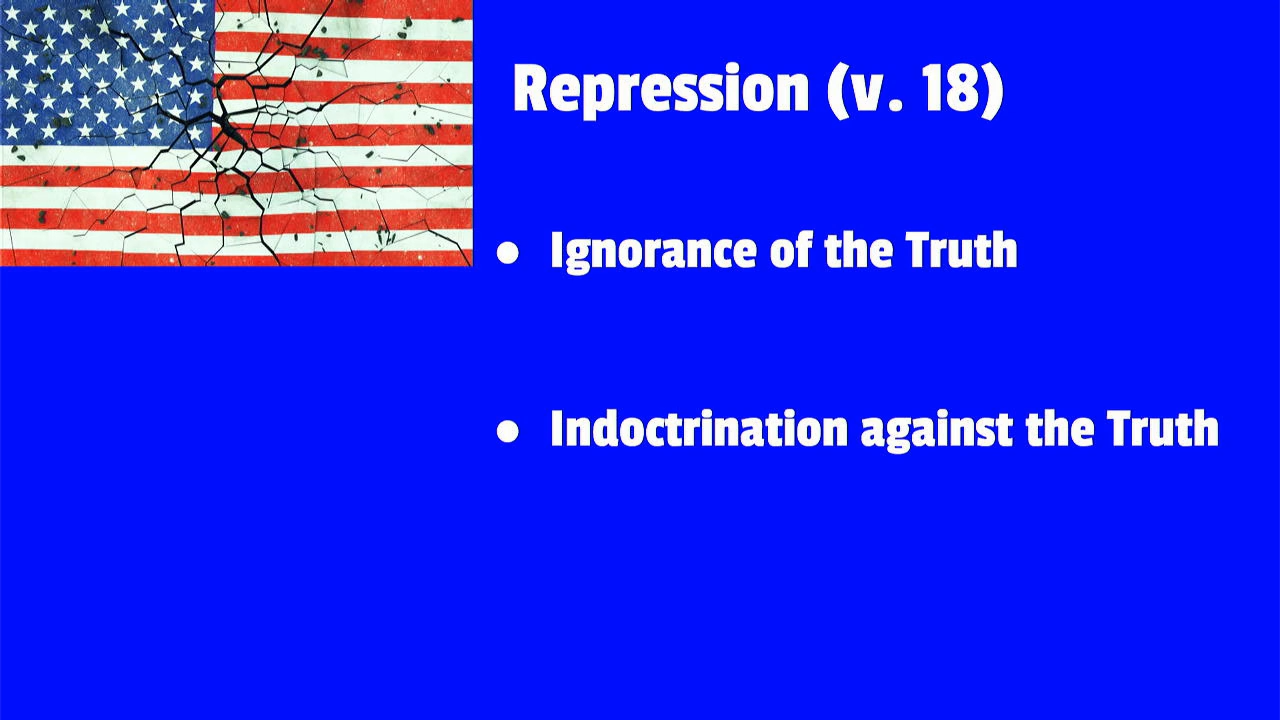 Repression (v. 18)
● Ignorance of the Truth
● Indoctrination against the Truth